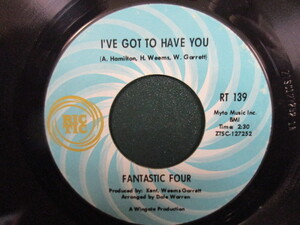 I'VE GOT TO HAVE YOU
(A. Hamilton, H. Weems, W. Garrett)
RIC
TIC
RT 139
Myto Music Inc.
BMI
Time 2:30
ZTSC-127252
FANTASTIC FOUR
Produced by: Kent, Weems Garrett
Arranged by Dale Warren
A Wingate Production